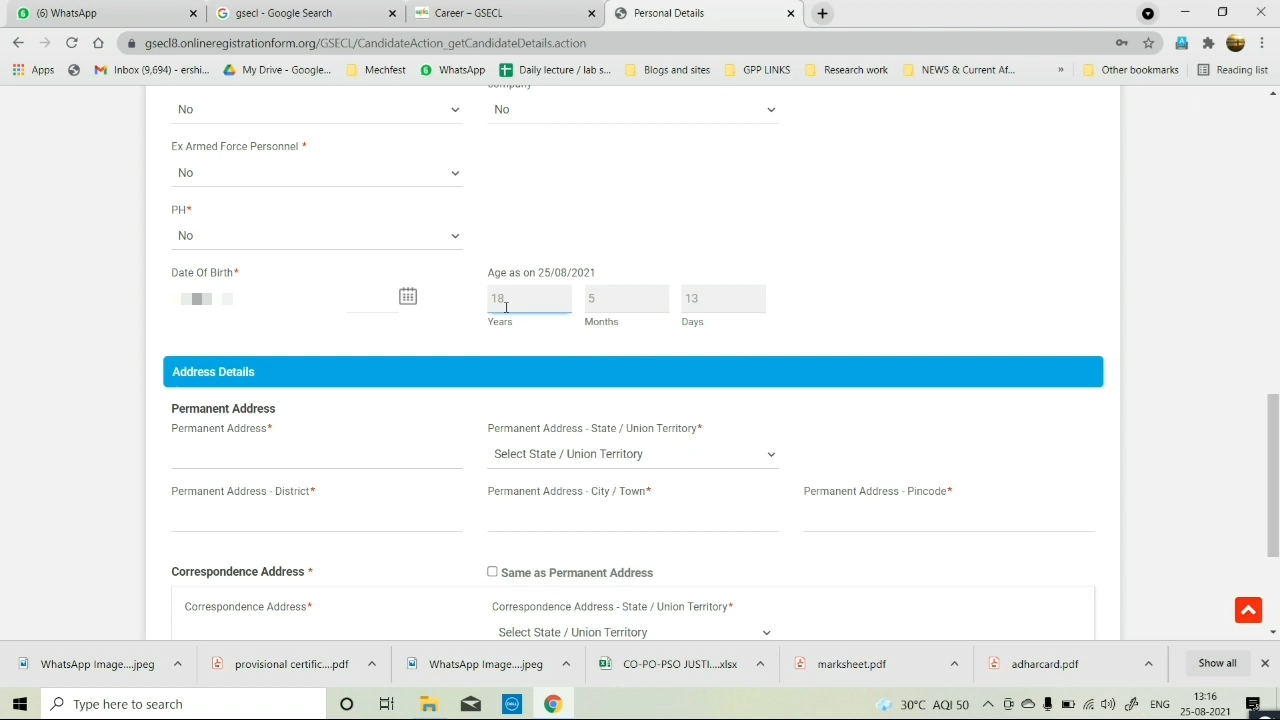 (6) WhatsApp
gsecl - Google Search
Career – GSECL
Personal Details
gsecl8.onlineregistrationform.org/GSECL/CandidateAction_getCandidateDetails.action
Apps
Inbox (9,694) - ershi...
My Drive - Google...
Mechfest
WhatsApp
Daily lecture / lab s...
Blogs and sites
GPP LINKS
Research work
NEWS & Current Af...
»
Other bookmarks
Reading list
company
No
No
Ex Armed Force Personnel *
No
PH*
No
Date Of Birth*
Age as on 25/08/2021
18
5
13
Years
Months
Days
Address Details
Permanent Address
Permanent Address*
Permanent Address - State / Union Territory*
Select State / Union Territory
Permanent Address - District*
Permanent Address - City / Town*
Permanent Address - Pincode*
Correspondence Address *
Same as Permanent Address
Correspondence Address*
Correspondence Address - State / Union Territory*
Select State / Union Territory
WhatsApp Image....jpeg
provisional certific....pdf
WhatsApp Image....jpeg
CO-PO-PSO JUSTI....xlsx
marksheet.pdf
adharcard.pdf
Show all
Type here to search
30°C AQI 50
ENG
13:16
25-08-2021